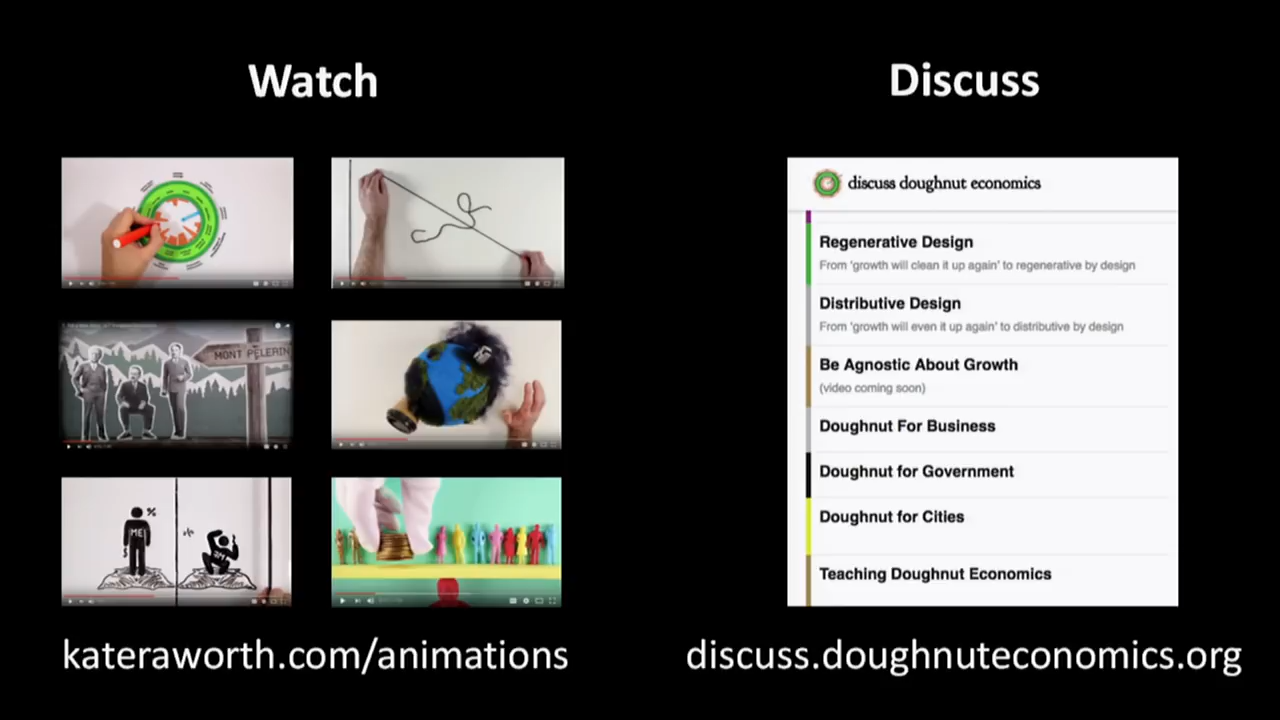 Watch
Discuss
MONT PELERIN
ME!
%
discuss doughnut economics
Regenerative Design
From 'growth will clean it up again' to regenerative by design
Distributive Design
From 'growth will even it up again' to distributive by design
Be Agnostic About Growth
(video coming soon)
Doughnut For Business
Doughnut for Government
Doughnut for Cities
Teaching Doughnut Economics
kateraworth.com/animations
discuss.doughnuteconomics.org